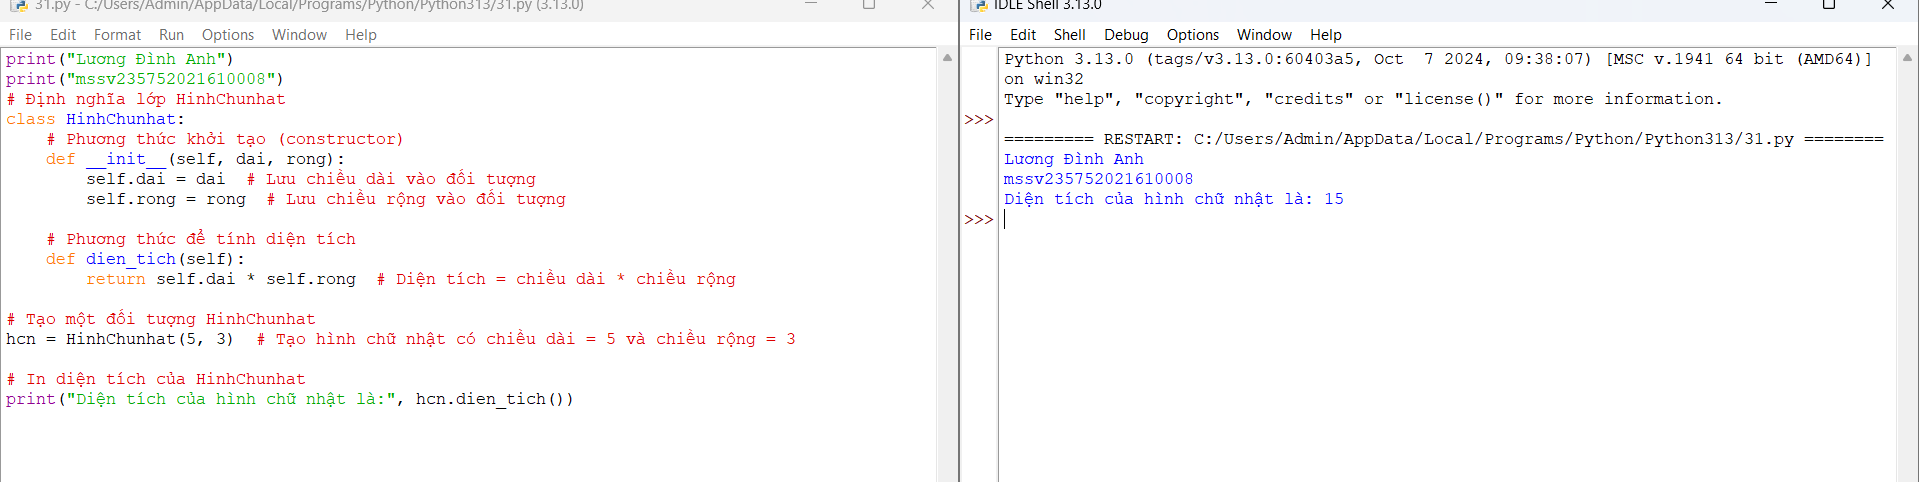 31.py - C:/Users/Admin/AppData/Local/Programs/Python/Python313/31.py (3.13.0)
File Edit Format Run Options Window Help
print("Lương Đình Anh")
print("mssv235752021610008")
# Định nghĩa lớp HinhChunhat
class HinhChunhat:
    # Phương thức khởi tạo (constructor)
    def __init__(self, dai, rong):
        self.dai = dai  # Lưu chiều dài vào đối tượng
        self.rong = rong  # Lưu chiều rộng vào đối tượng
    # Phương thức để tính diện tích
    def dien_tich(self):
        return self.dai * self.rong  # Diện tích = chiều dài * chiều rộng
# Tạo một đối tượng HinhChunhat
hcn = HinhChunhat(5, 3)  # Tạo hình chữ nhật có chiều dài = 5 và chiều rộng = 3
# In diện tích của HinhChunhat
print("Diện tích của hình chữ nhật là:", hcn.dien_tich())
IDLE Shell 3.13.0
File Edit Shell Debug Options Window Help
Python 3.13.0 (tags/v3.13.0:60403a5, Oct  7 2024, 09:38:07) [MSC v.1941 64 bit (AMD64)]
on win32
Type "help", "copyright", "credits" or "license()" for more information.
>>>
========= RESTART: C:/Users/Admin/AppData/Local/Programs/Python/Python313/31.py ========
Lương Đình Anh
mssv235752021610008
Diện tích của hình chữ nhật là: 15
>>>